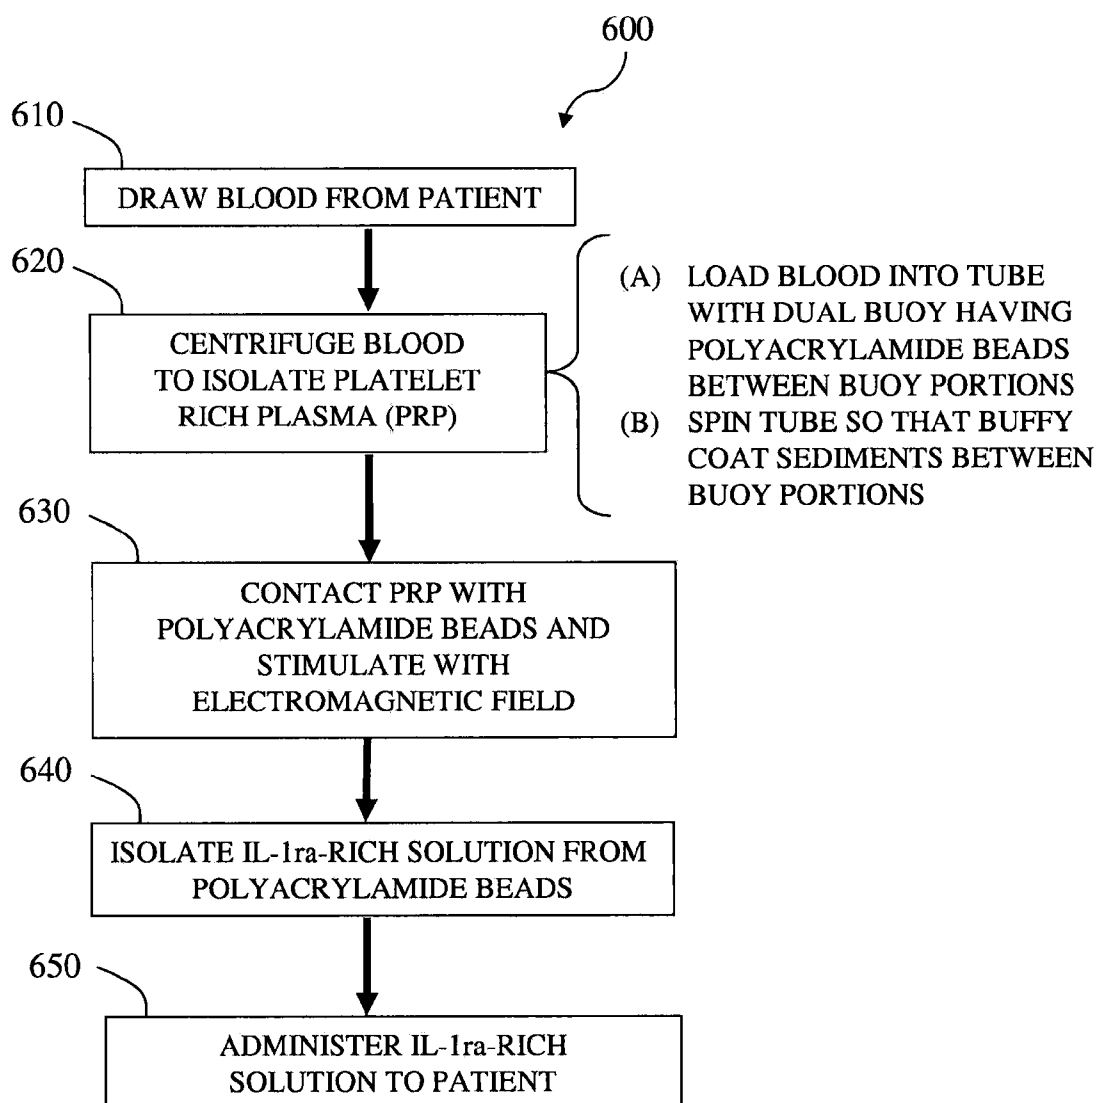 600
610
DRAW BLOOD FROM PATIENT
620
CENTRIFUGE BLOOD
TO ISOLATE PLATELET
RICH PLASMA (PRP)
(A) LOAD BLOOD INTO TUBE
WITH DUAL BUOY HAVING
POLYACRYLAMIDE BEADS
BETWEEN BUOY PORTIONS
(B) SPIN TUBE SO THAT BUFFY
COAT SEDIMENTS BETWEEN
BUOY PORTIONS
630
CONTACT PRP WITH
POLYACRYLAMIDE BEADS AND
STIMULATE WITH
ELECTROMAGNETIC FIELD
640
ISOLATE IL-1ra-RICH SOLUTION FROM
POLYACRYLAMIDE BEADS
650
ADMINISTER IL-1ra-RICH
SOLUTION TO PATIENT